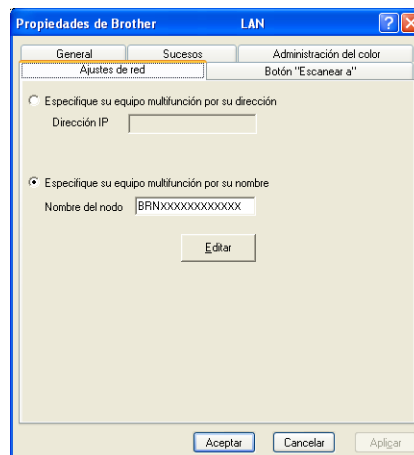 Propiedades de Brother LAN
General Sucesos Administración del color
Ajustes de red Botón "Escanear a"
Especifique su equipo multifunción por su dirección
Dirección IP
Especifique su equipo multifunción por su nombre
Nombre del nodo BRNXXXXXXXXXXXX
Editar
Aceptar Cancelar Aplicar